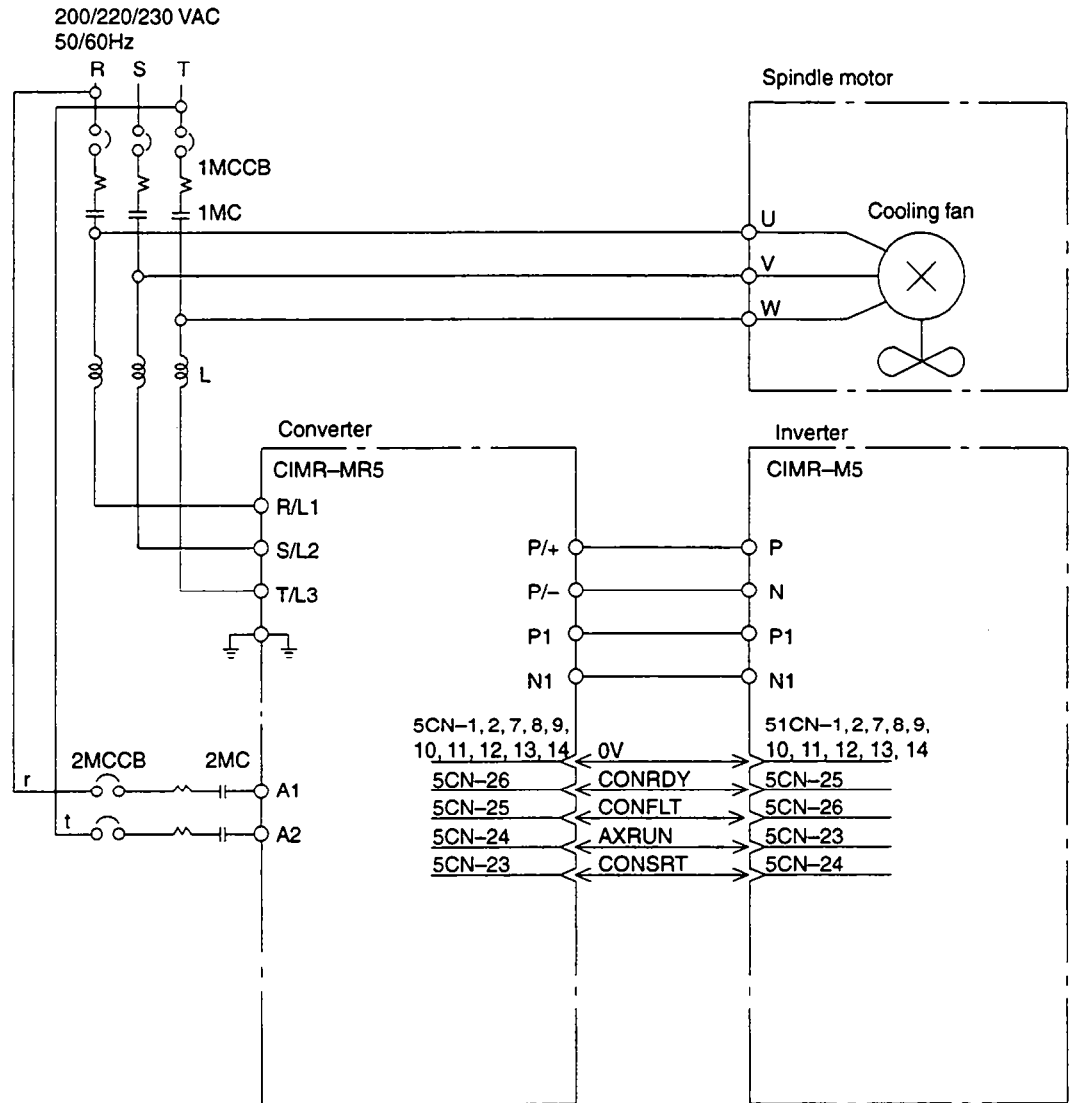 200/220/230 VAC
50/60Hz
R S T
1MCCB
1MC
L
Spindle motor
Cooling fan
U
V
W
Converter
CIMR–MR5
R/L1
S/L2
T/L3
P/+
P/–
P1
N1
Inverter
CIMR–M5
P
N
P1
N1
5CN–1, 2, 7, 8, 9,
10, 11, 12, 13, 14
0V
51CN–1, 2, 7, 8, 9,
10, 11, 12, 13, 14
5CN–26 CONRDY 5CN–25
5CN–25 CONFLT 5CN–26
5CN–24 AXRUN 5CN–23
5CN–23 CONSRT 5CN–24
2MCCB 2MC
r
A1
t
A2